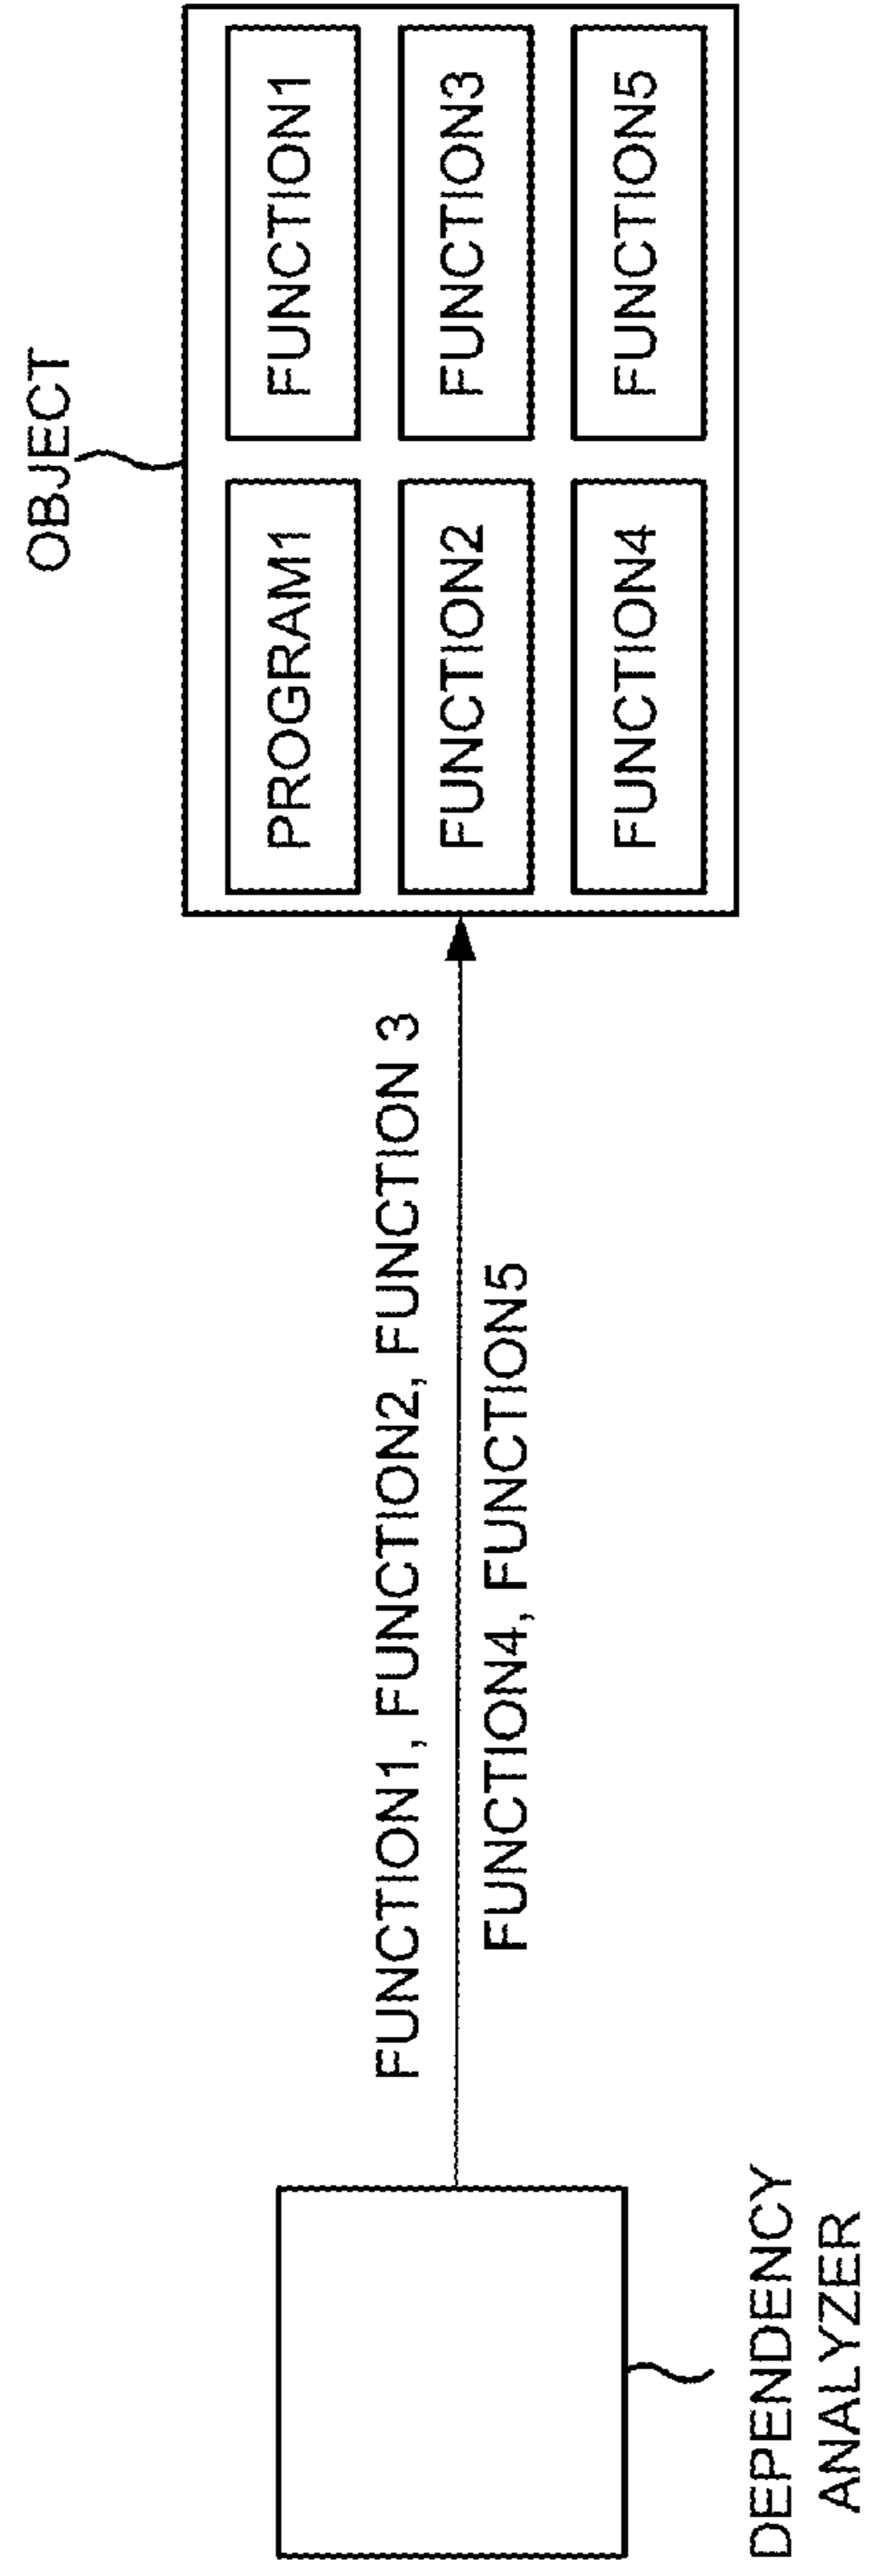 OBJECT
PROGRAM1
FUNCTION1
FUNCTION2
FUNCTION3
FUNCTION4
FUNCTION5
FUNCTION1, FUNCTION2, FUNCTION 3
FUNCTION4, FUNCTION5
DEPENDENCY
ANALYZER